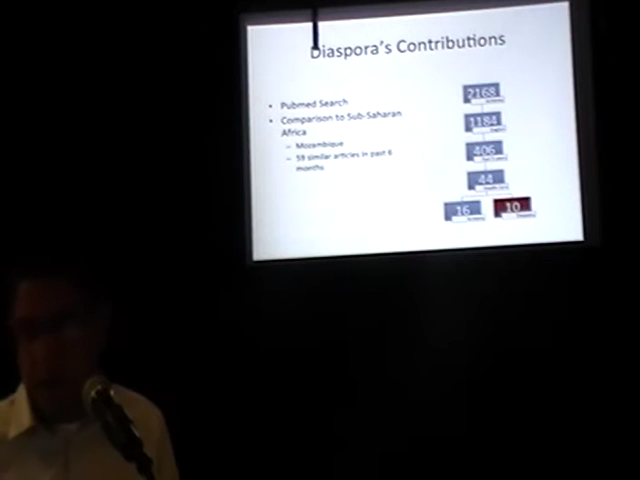 Diaspora's Contributions
• Pubmed Search
• Comparison to Sub-Saharan
Africa
– Mozambique
– 59 similar articles in past 6
months
2168
1184
406
44
16
10